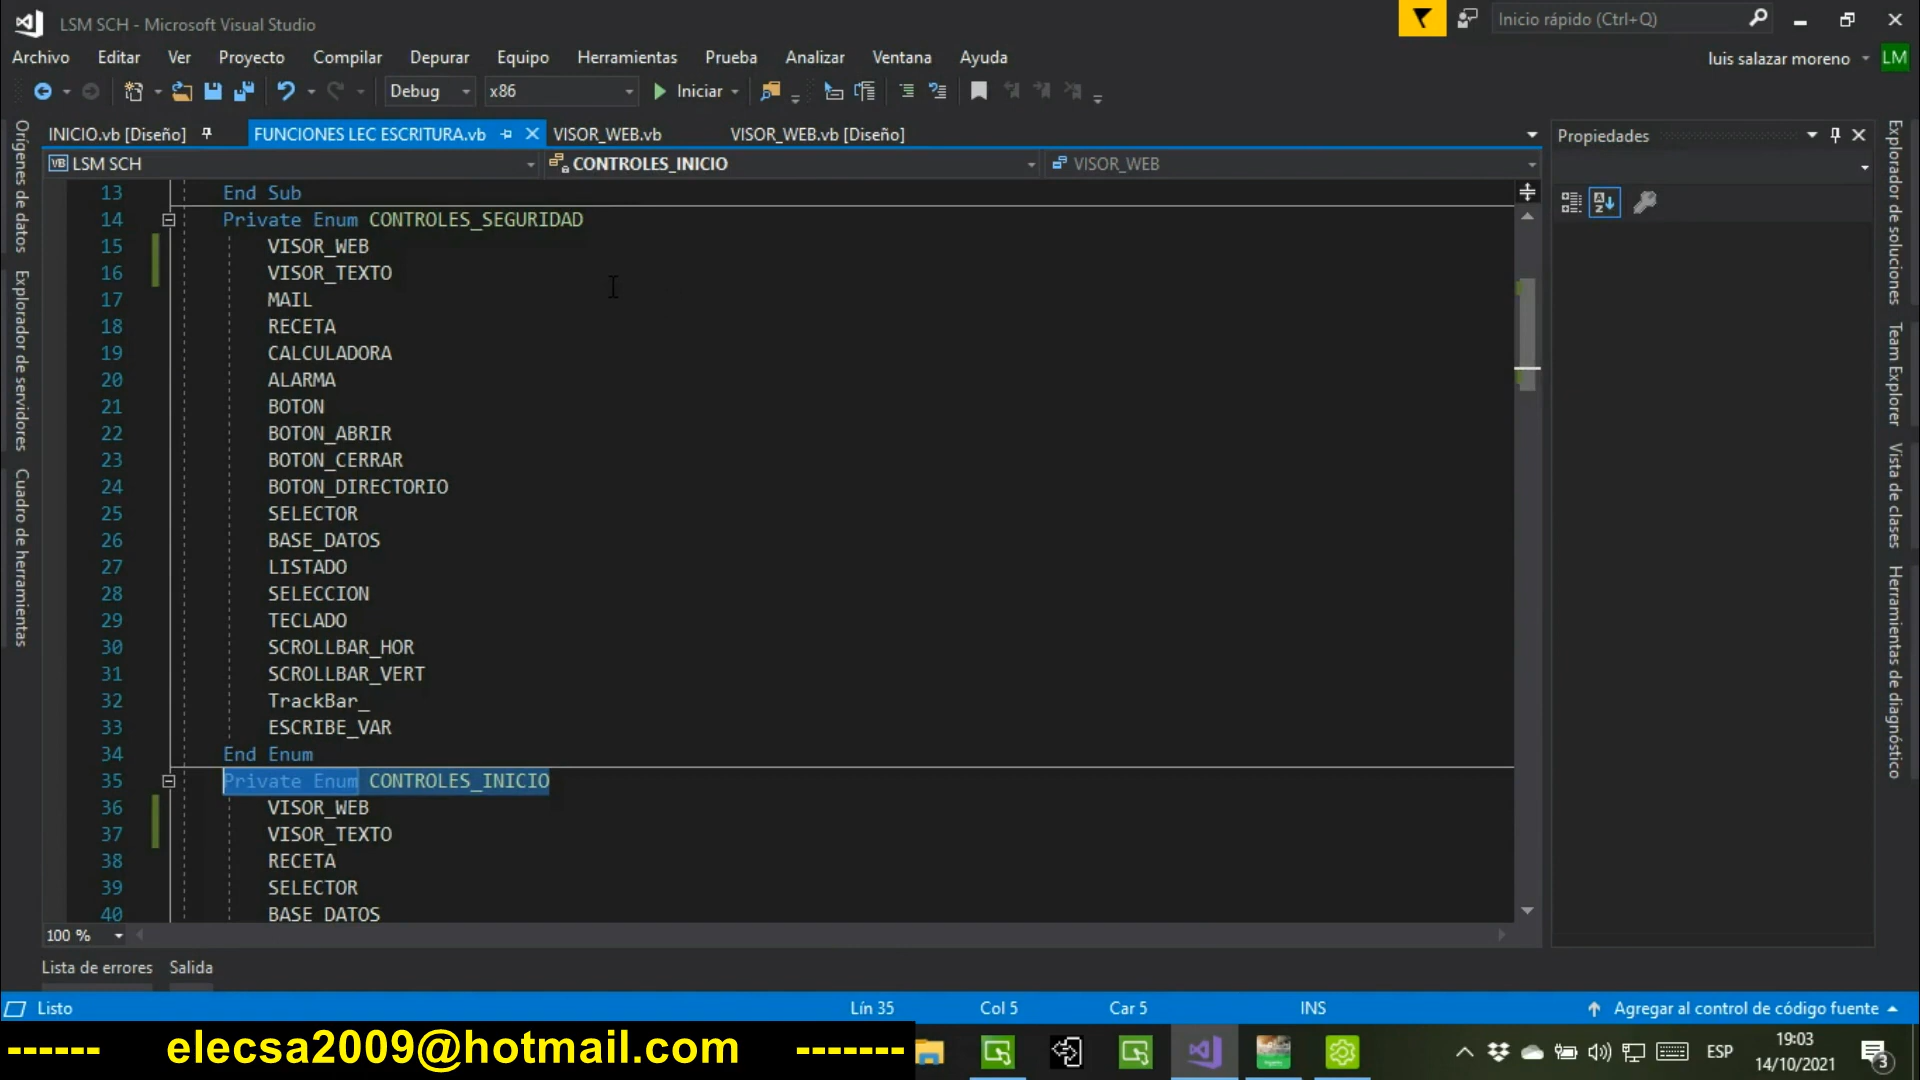 LSM SCH - Microsoft Visual Studio
Inicio rápido (Ctrl+Q)
Archivo Editar Ver Proyecto Compilar Depurar Equipo Herramientas Prueba Analizar Ventana Ayuda
luis salazar moreno LM
Debug x86 Iniciar
INICIO.vb [Diseño] FUNCIONES LEC ESCRITURA.vb VISOR_WEB.vb VISOR_WEB.vb [Diseño]
LSM SCH CONTROLES_INICIO VISOR_WEB
13 End Sub
14 Private Enum CONTROLES_SEGURIDAD
15 VISOR_WEB
16 VISOR_TEXTO
17 MAIL
18 RECETA
19 CALCULADORA
20 ALARMA
21 BOTON
22 BOTON_ABRIR
23 BOTON_CERRAR
24 BOTON_DIRECTORIO
25 SELECTOR
26 BASE_DATOS
27 LISTADO
28 SELECCION
29 TECLADO
30 SCROLLBAR_HOR
31 SCROLLBAR_VERT
32 TrackBar_
33 ESCRIBE_VAR
34 End Enum
35 Private Enum CONTROLES_INICIO
36 VISOR_WEB
37 VISOR_TEXTO
38 RECETA
39 SELECTOR
40 BASE_DATOS
100 %
Orígenes de datos
Explorador de servidores
Cuadro de herramientas
Propiedades
Explorador de soluciones
Team Explorer
Vista de clases
Herramientas de diagnóstico
Lista de errores Salida
Listo Lín 35 Col 5 Car 5 INS Agregar al control de código fuente
------ elecsa2009@hotmail.com -------
ESP
19:03
14/10/2021
3